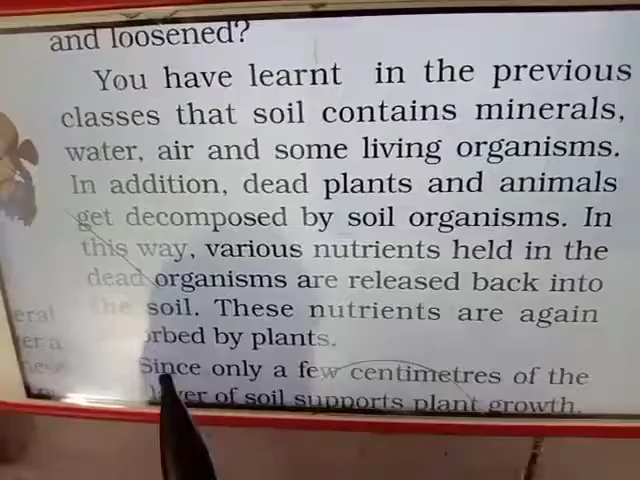 and loosened?
You have learnt in the previous
classes that soil contains minerals,
water, air and some living organisms.
In addition, dead plants and animals
get decomposed by soil organisms. In
this way, various nutrients held in the
dead organisms are released back into
the soil. These nutrients are again
by plants.
Since only a few centimetres of the
of soil supports plant growth.